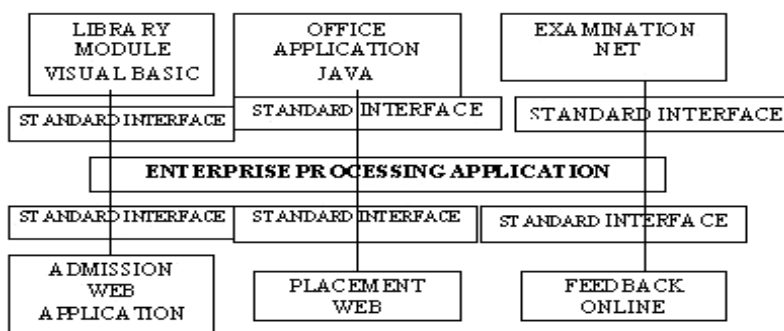 LIBRARY
MODULE
VISUAL BASIC
OFFICE
APPLICATION
JAVA
EXAMINATION
NET
STANDARD INTERFACE
STANDARD INTERFACE
STANDARD INTERFACE
ENTERPRISE PROCESSING APPLICATION
STANDARD INTERFACE
STANDARD INTERFACE
STANDARD INTERFACE
ADMISSION
WEB
APPLICATION
PLACEMENT
WEB
FEEDBACK
ONLINE